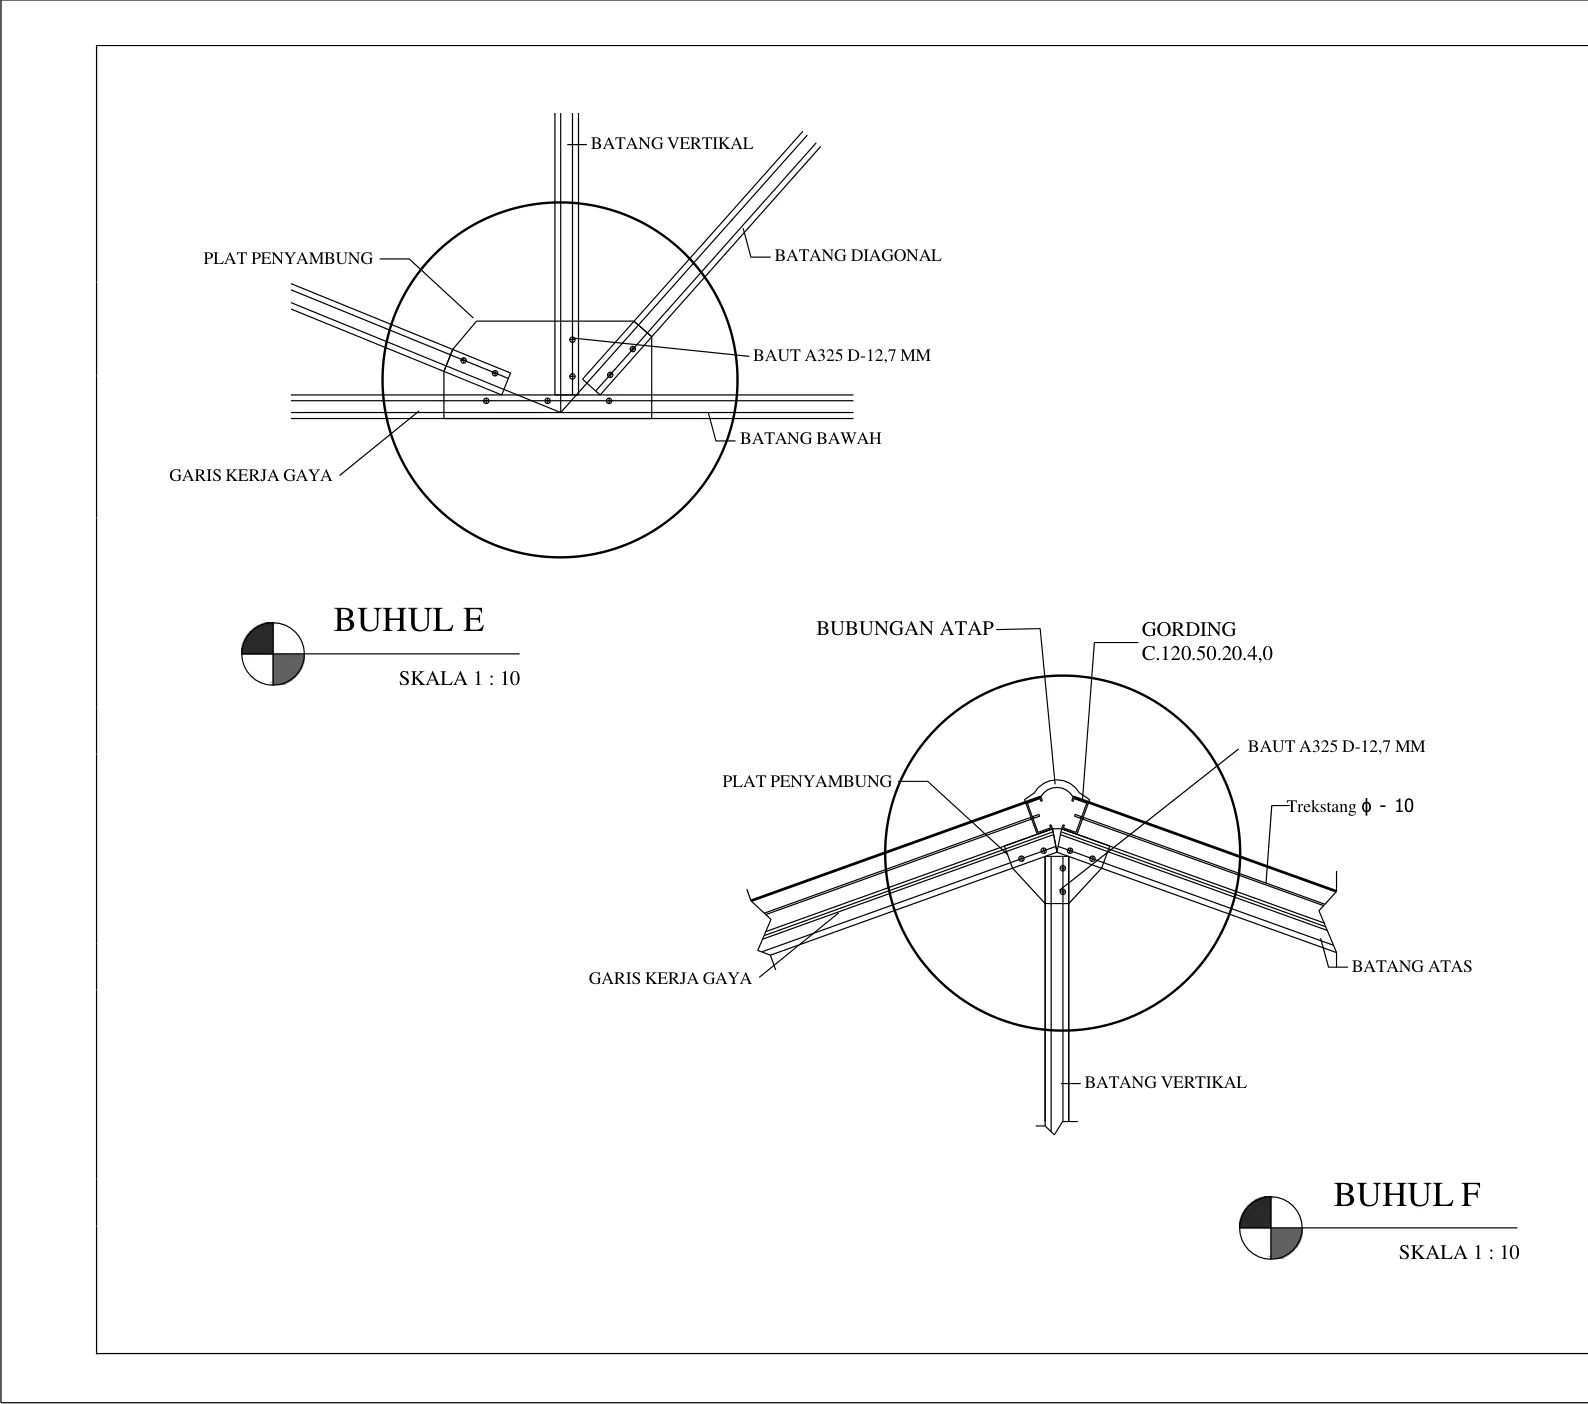 BATANG VERTIKAL
BATANG DIAGONAL
PLAT PENYAMBUNG
BAUT A325 D-12,7 MM
BATANG BAWAH
GARIS KERJA GAYA
BUHUL E
SKALA 1 : 10
BUBUNGAN ATAP
GORDING
C.120.50.20.4,0
BAUT A325 D-12,7 MM
PLAT PENYAMBUNG
Trekstang ϕ - 10
BATANG ATAS
GARIS KERJA GAYA
BATANG VERTIKAL
BUHUL F
SKALA 1 : 10